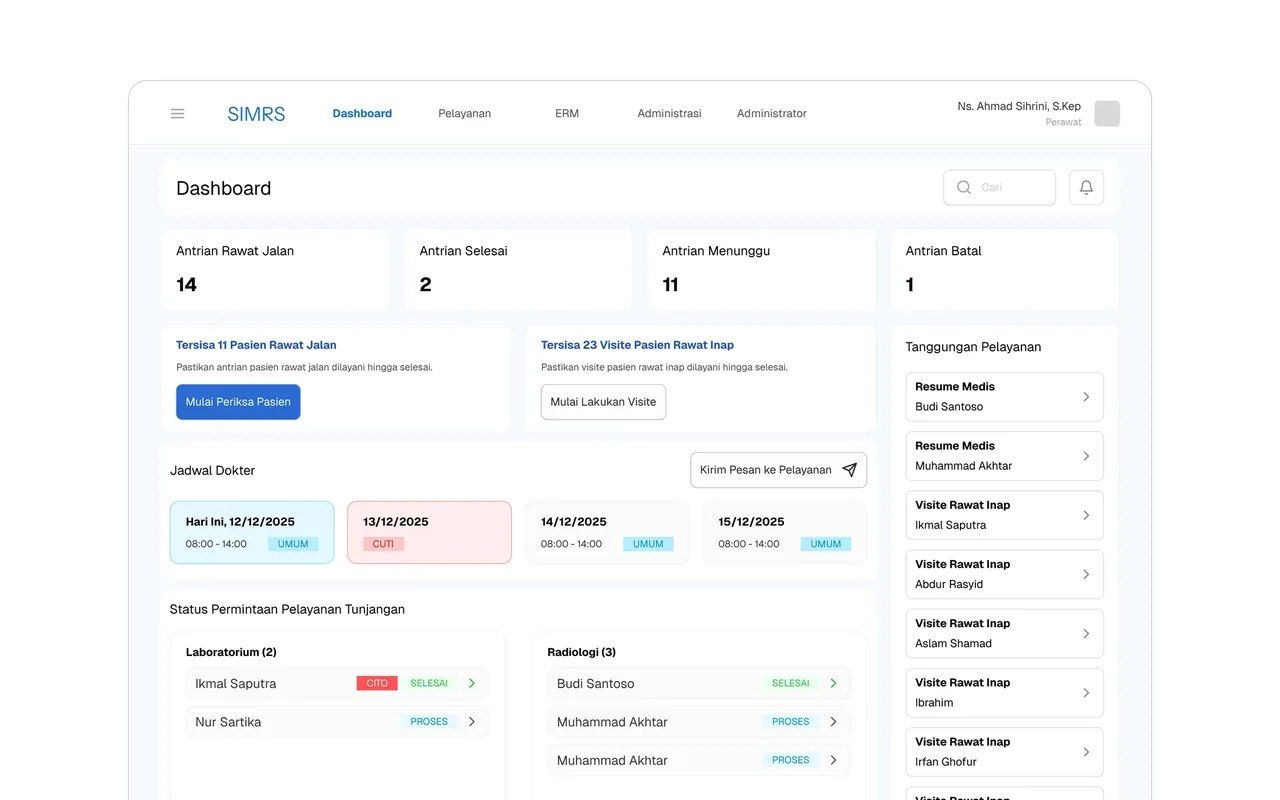 SIMRS
Dashboard
Pelayanan
ERM
Administrasi
Administrator
Ns. Ahmad Sihrini, S.Kep
Perawat
Dashboard
Cari
Antrian Rawat Jalan
14
Antrian Selesai
2
Antrian Menunggu
11
Antrian Batal
1
Tersisa 11 Pasien Rawat Jalan
Pastikan antrian pasien rawat jalan dilayani hingga selesai.
Mulai Periksa Pasien
Tersisa 23 Visite Pasien Rawat Inap
Pastikan visite pasien rawat inap dilayani hingga selesai.
Mulai Lakukan Visite
Jadwal Dokter
Kirim Pesan ke Pelayanan
Hari Ini, 12/12/2025
08:00 - 14:00 UMUM
13/12/2025
CUTI
14/12/2025
08:00 - 14:00 UMUM
15/12/2025
08:00 - 14:00 UMUM
Status Permintaan Pelayanan Tunjangan
Laboratorium (2)
Ikmal Saputra CITO SELESAI
Nur Sartika PROSES
Radiologi (3)
Budi Santoso SELESAI
Muhammad Akhtar PROSES
Muhammad Akhtar PROSES
Tanggungan Pelayanan
Resume Medis
Budi Santoso
Resume Medis
Muhammad Akhtar
Visite Rawat Inap
Ikmal Saputra
Visite Rawat Inap
Abdur Rasyid
Visite Rawat Inap
Aslam Shamad
Visite Rawat Inap
Ibrahim
Visite Rawat Inap
Irfan Ghofur
Visite Rawat Inap